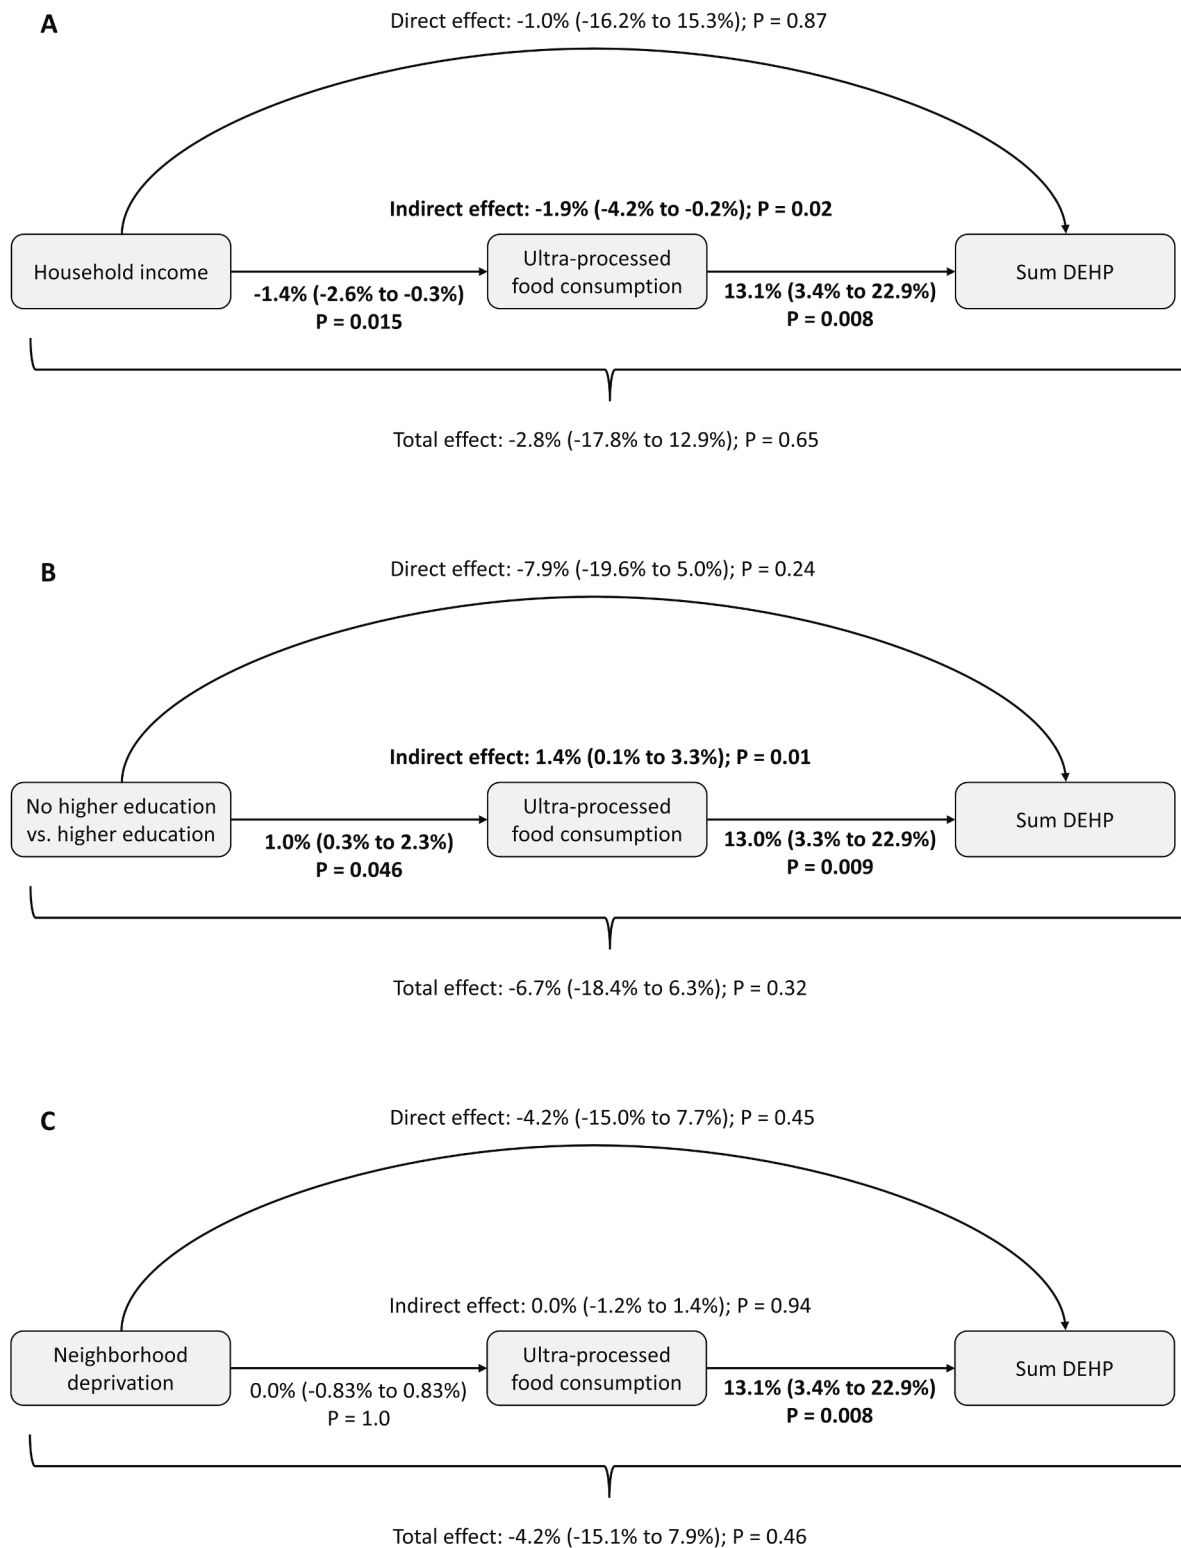 A
Direct effect: -1.0% (-16.2% to 15.3%); P = 0.87
Indirect effect: -1.9% (-4.2% to -0.2%); P = 0.02
Household income
-1.4% (-2.6% to -0.3%)
P = 0.015
Ultra-processed
food consumption
13.1% (3.4% to 22.9%)
P = 0.008
Sum DEHP
Total effect: -2.8% (-17.8% to 12.9%); P = 0.65
B
Direct effect: -7.9% (-19.6% to 5.0%); P = 0.24
Indirect effect: 1.4% (0.1% to 3.3%); P = 0.01
No higher education
vs. higher education
1.0% (0.3% to 2.3%)
P = 0.046
Ultra-processed
food consumption
13.0% (3.3% to 22.9%)
P = 0.009
Sum DEHP
Total effect: -6.7% (-18.4% to 6.3%); P = 0.32
C
Direct effect: -4.2% (-15.0% to 7.7%); P = 0.45
Indirect effect: 0.0% (-1.2% to 1.4%); P = 0.94
Neighborhood
deprivation
0.0% (-0.83% to 0.83%)
P = 1.0
Ultra-processed
food consumption
13.1% (3.4% to 22.9%)
P = 0.008
Sum DEHP
Total effect: -4.2% (-15.1% to 7.9%); P = 0.46